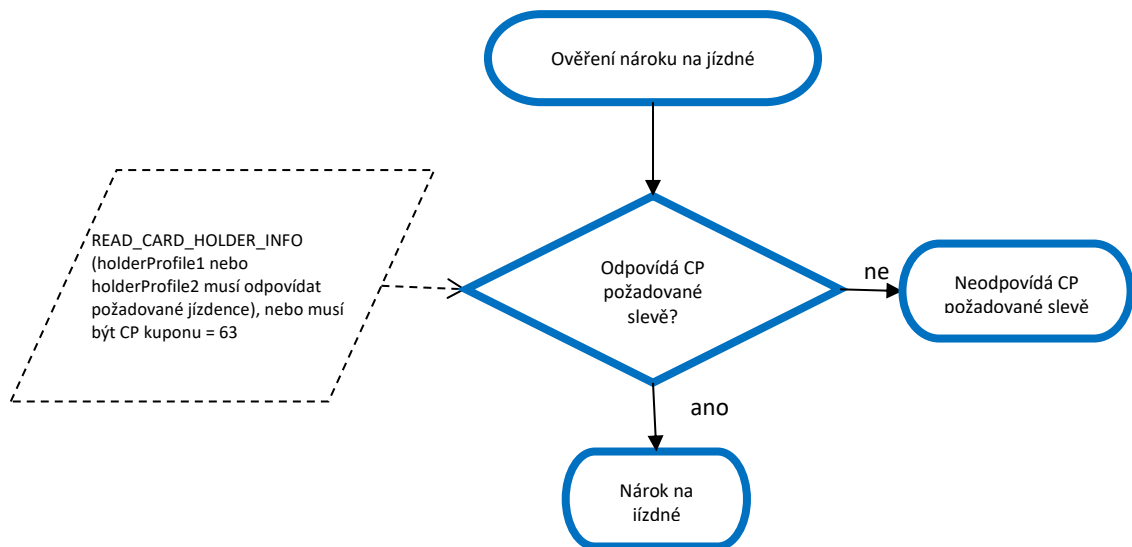 Ověření nároku na jízdné
READ_CARD_HOLDER_INFO
(holderProfile1 nebo
holderProfile2 musí odpovídat
požadované jízdence), nebo musí
být CP kuponu = 63
Odpovídá CP
požadované
slevě?
ne
Neodpovídá CP
požadované slevě
ano
Nárok na
jízdné